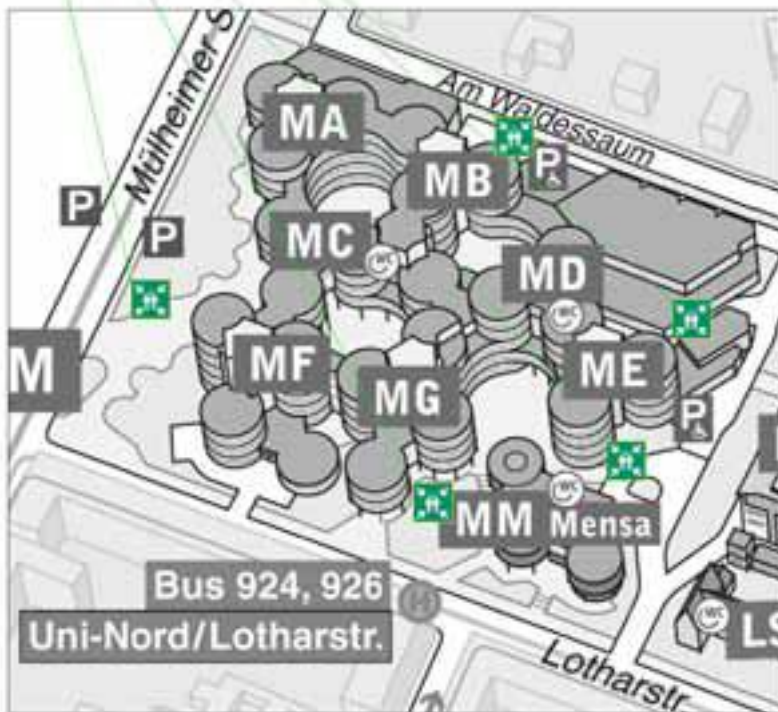 Mülheimer S
Am Waldessaum
MA
P
MB
P
P
MC
WC
MD
WC
M
MF
MG
ME
P
WC
MM Mensa
Bus 924, 926
H
Uni-Nord/Lotharstr.
WC
LS
Lotharstr